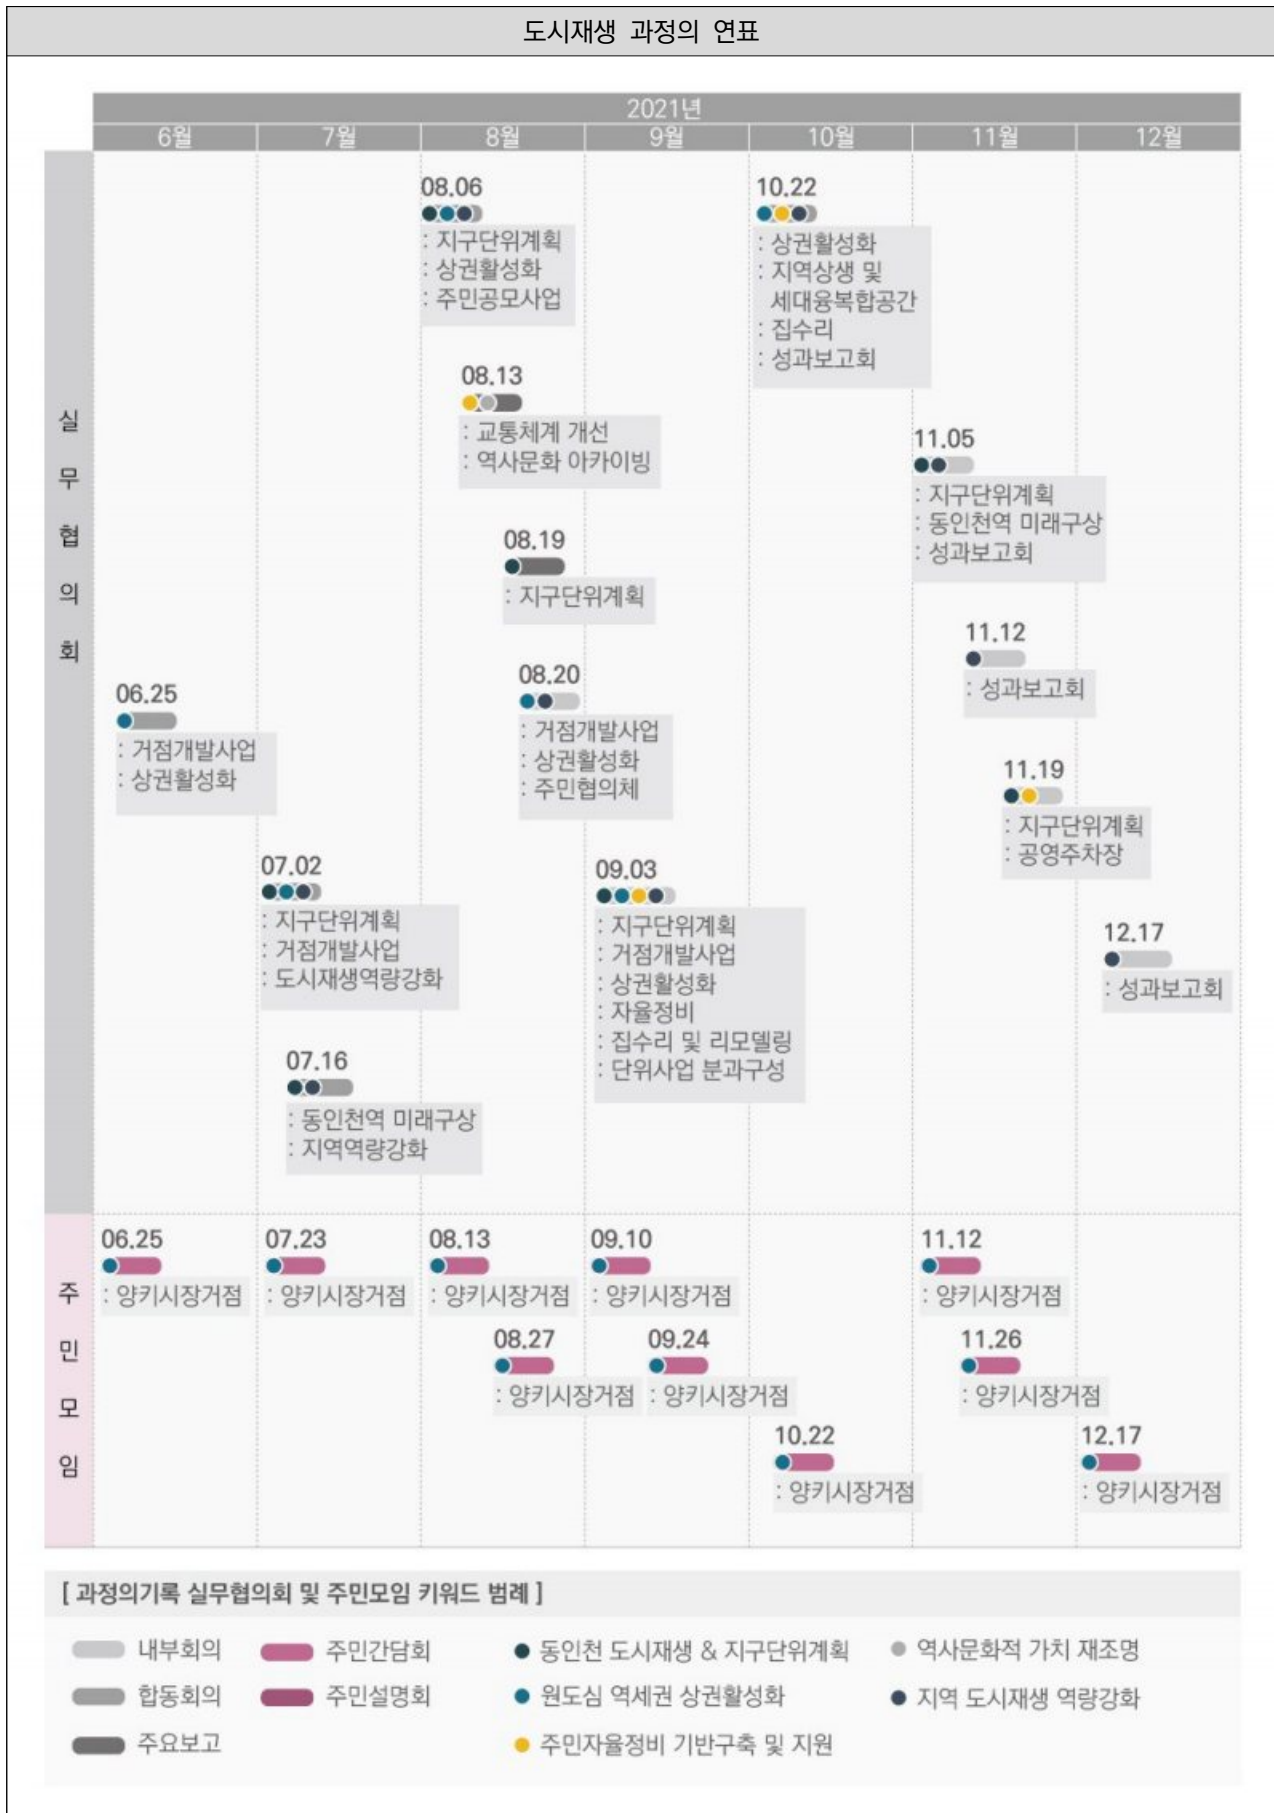 도시재생 과정의 연표
2021년
6월 7월 8월 9월 10월 11월 12월
실무협의회
06.25
: 거점개발사업
: 상권활성화
07.02
: 지구단위계획
: 거점개발사업
: 도시재생역량강화
07.16
: 동인천역 미래구상
: 지역역량강화
08.06
: 지구단위계획
: 상권활성화
: 주민공모사업
08.13
: 교통체계 개선
: 역사문화 아카이빙
08.19
: 지구단위계획
08.20
: 거점개발사업
: 상권활성화
: 주민협의체
09.03
: 지구단위계획
: 거점개발사업
: 상권활성화
: 자율정비
: 집수리 및 리모델링
: 단위사업 분과구성
10.22
: 상권활성화
: 지역상생 및
세대융복합공간
: 집수리
: 성과보고회
11.05
: 지구단위계획
: 동인천역 미래구상
: 성과보고회
11.12
: 성과보고회
11.19
: 지구단위계획
: 공영주차장
12.17
: 성과보고회
주민모임
06.25
: 양키시장거점
07.23
: 양키시장거점
08.13
: 양키시장거점
09.10
: 양키시장거점
11.12
: 양키시장거점
08.27
: 양키시장거점
09.24
: 양키시장거점
11.26
: 양키시장거점
10.22
: 양키시장거점
12.17
: 양키시장거점
[ 과정의기록 실무협의회 및 주민모임 키워드 범례 ]
내부회의 주민간담회 동인천 도시재생 & 지구단위계획 역사문화적 가치 재조명
합동회의 주민설명회 원도심 역세권 상권활성화 지역 도시재생 역량강화
주요보고 주민자율정비 기반구축 및 지원